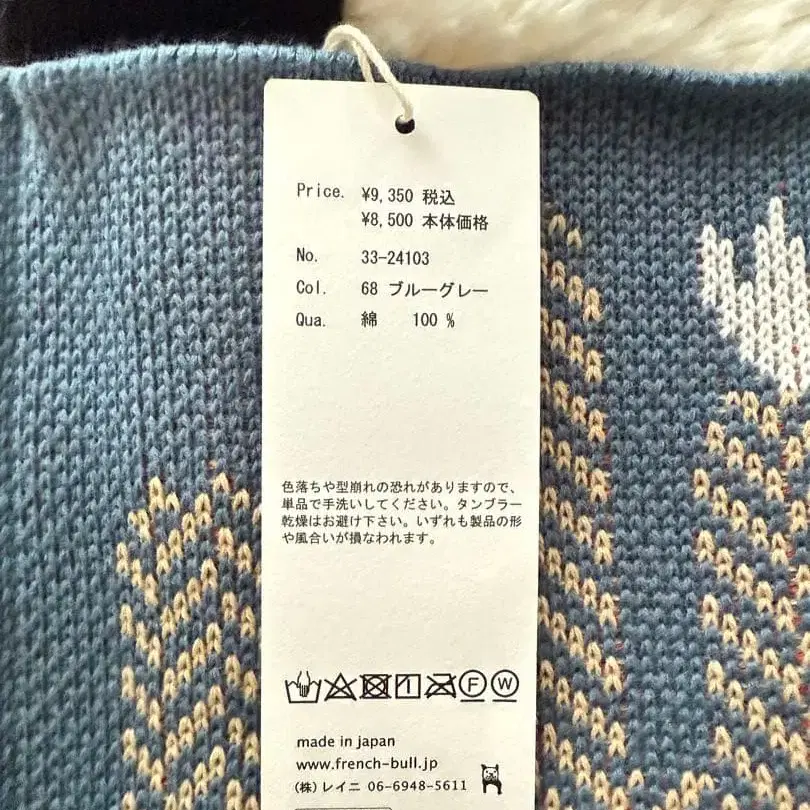 Price. ¥9,350 税込
¥8,500 本体価格
No. 33-24103
Col. 68 ブルーグレー
Qua. 綿 100 %
色落ちや型崩れの恐れがありますので、
単品で手洗いしてください。タンブラー
乾燥はお避け下さい。いずれも製品の形
や風合いが損なわれます。
F W
made in japan
www.french-bull.jp
(株)レイニ 06-6948-5611